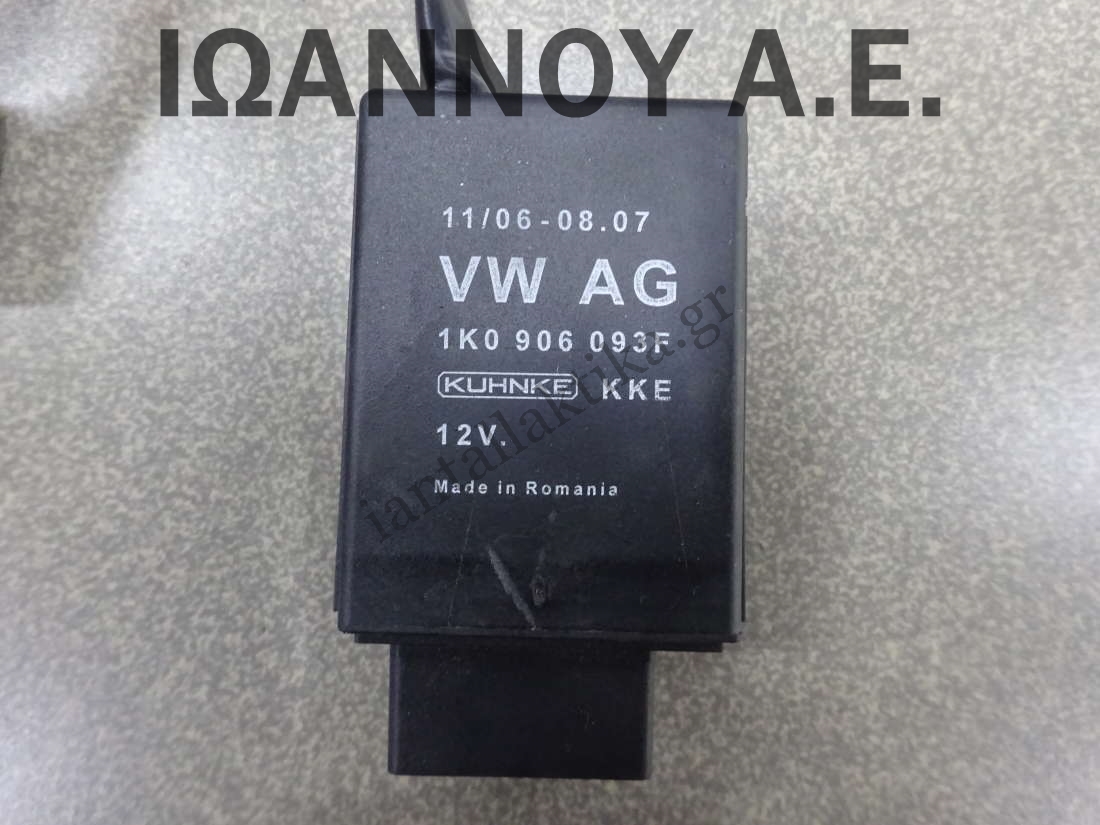 ΙΩΑΝΝΟΥ Α.Ε.
11/06-08.07
VW AG
1K0 906 093F
KUHNKE KKE
12V.
iantallaktika.gr
Made in Romania